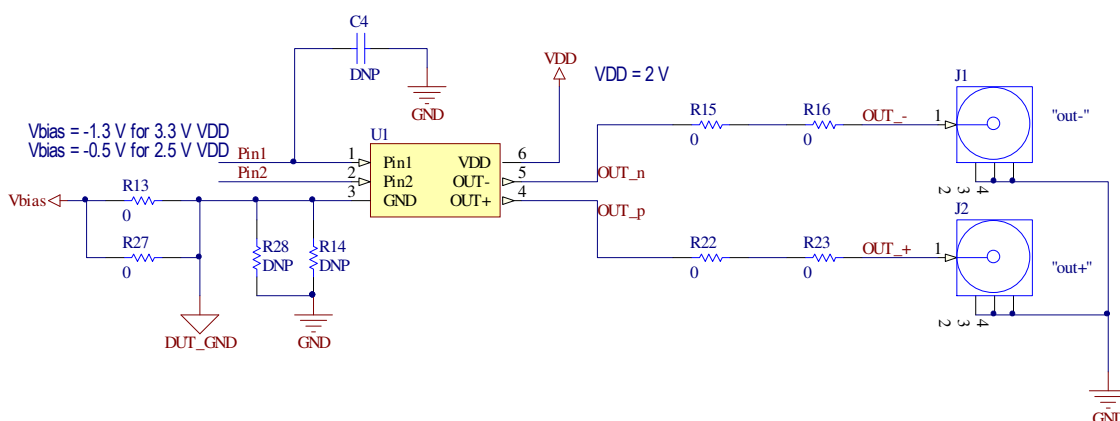 C4
DNP
GND
VDD
VDD = 2 V
Vbias = -1.3 V for 3.3 V VDD
Vbias = -0.5 V for 2.5 V VDD
U1
Pin1
1
Pin1
VDD
6
Pin2
2
Pin2
OUT-
5
OUT_n
3
GND
OUT+
4
OUT_p
Vbias
R13
0
R27
0
R28
DNP
R14
DNP
DUT_GND
GND
R15
0
R16
0
OUT_-
1
J1
"out-"
2
3
4
R22
0
R23
0
OUT_+
1
J2
"out+"
2
3
4
GND